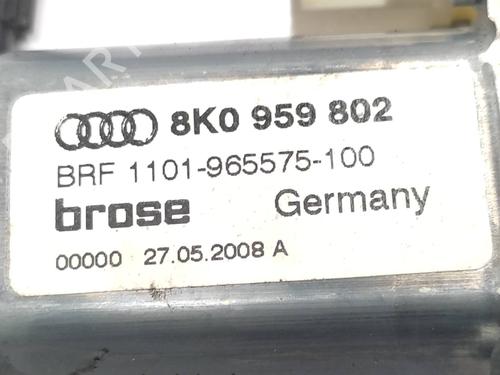 8K0 959 802
BRF 1101-965575-100
brose Germany
00000 27.05.2008 A